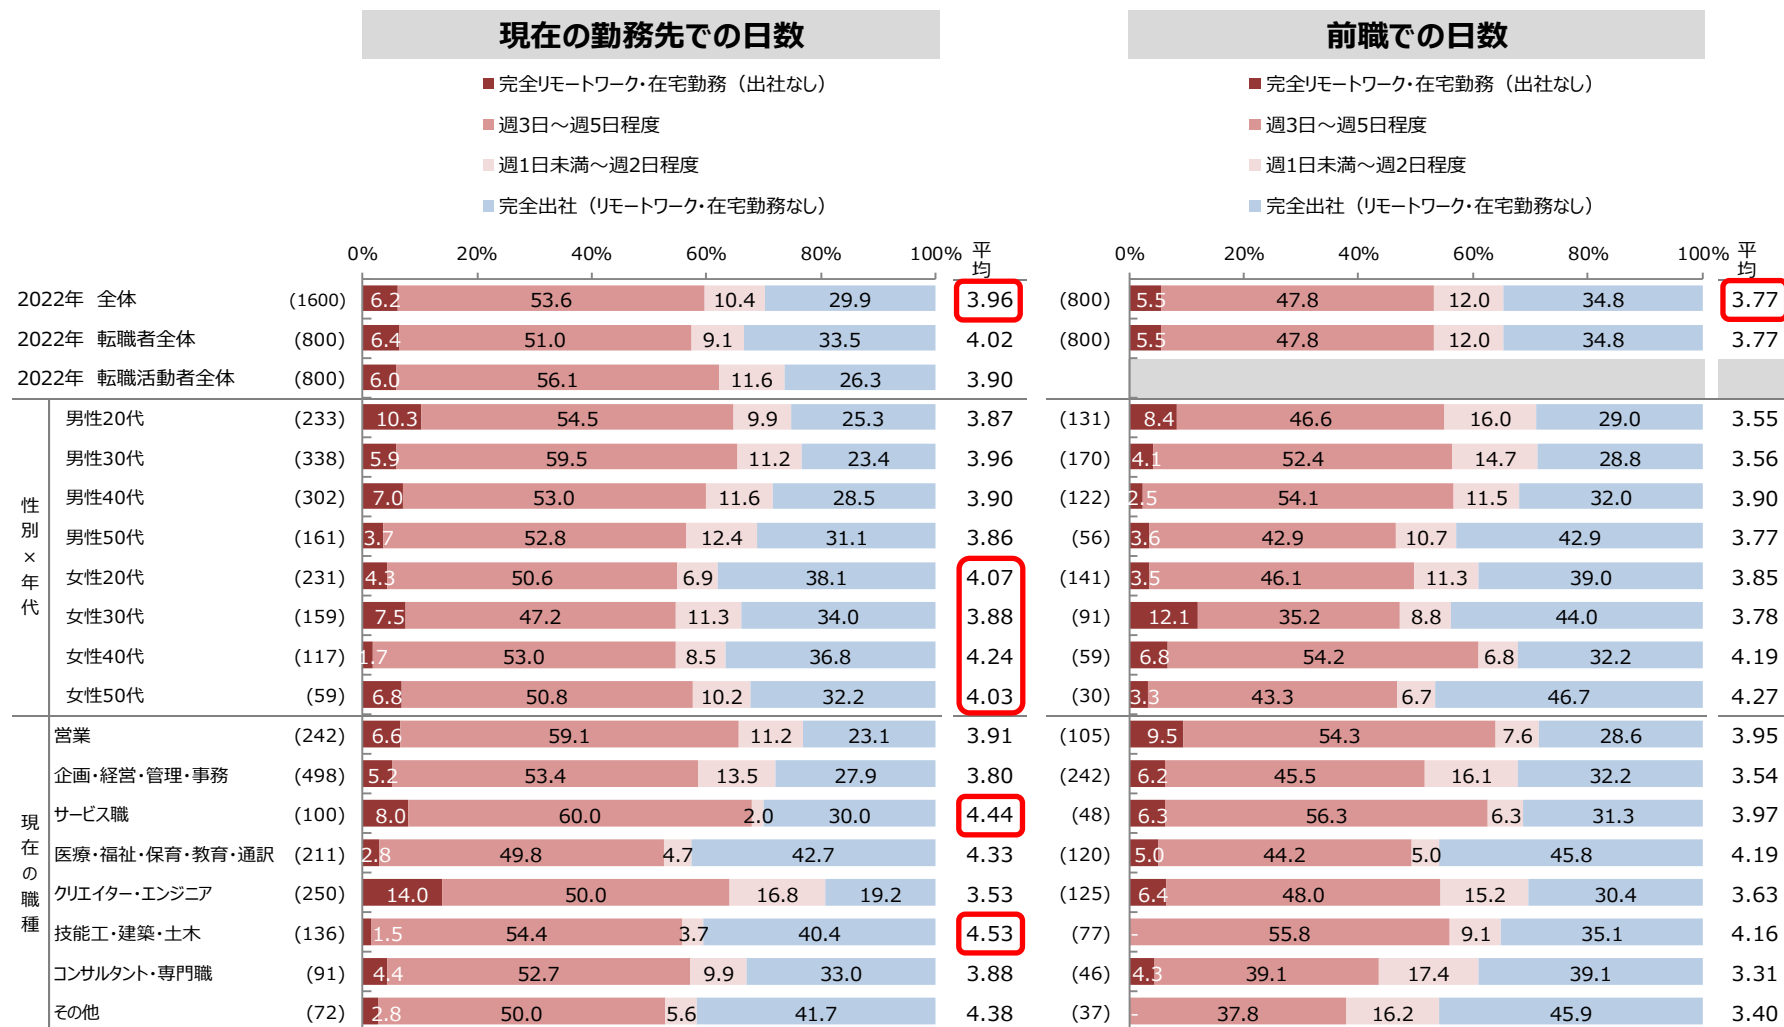 現在の勤務先での日数
前職での日数
■完全リモートワーク・在宅勤務（出社なし）
■週3日～週5日程度
■週1日未満～週2日程度
■完全出社（リモートワーク・在宅勤務なし）
■完全リモートワーク・在宅勤務（出社なし）
■週3日～週5日程度
■週1日未満～週2日程度
■完全出社（リモートワーク・在宅勤務なし）
0% 20% 40% 60% 80% 100% 平均 0% 20% 40% 60% 80% 100% 平均
2022年 全体 (1600) 6.2 53.6 10.4 29.9 3.96 (800) 5.5 47.8 12.0 34.8 3.77
2022年 転職者全体 (800) 6.4 51.0 9.1 33.5 4.02 (800) 5.5 47.8 12.0 34.8 3.77
2022年 転職活動者全体 (800) 6.0 56.1 11.6 26.3 3.90
性別×年代
男性20代 (233) 10.3 54.5 9.9 25.3 3.87 (131) 8.4 46.6 16.0 29.0 3.55
男性30代 (338) 5.9 59.5 11.2 23.4 3.96 (170) 4.1 52.4 14.7 28.8 3.56
男性40代 (302) 7.0 53.0 11.6 28.5 3.90 (122) 2.5 54.1 11.5 32.0 3.90
男性50代 (161) 3.7 52.8 12.4 31.1 3.86 (56) 3.6 42.9 10.7 42.9 3.77
女性20代 (231) 4.3 50.6 6.9 38.1 4.07 (141) 3.5 46.1 11.3 39.0 3.85
女性30代 (159) 7.5 47.2 11.3 34.0 3.88 (91) 12.1 35.2 8.8 44.0 3.78
女性40代 (117) 1.7 53.0 8.5 36.8 4.24 (59) 6.8 54.2 6.8 32.2 4.19
女性50代 (59) 6.8 50.8 10.2 32.2 4.03 (30) 3.3 43.3 6.7 46.7 4.27
現在の職種
営業 (242) 6.6 59.1 11.2 23.1 3.91 (105) 9.5 54.3 7.6 28.6 3.95
企画・経営・管理・事務 (498) 5.2 53.4 13.5 27.9 3.80 (242) 6.2 45.5 16.1 32.2 3.54
サービス職 (100) 8.0 60.0 2.0 30.0 4.44 (48) 6.3 56.3 6.3 31.3 3.97
医療・福祉・保育・教育・通訳 (211) 2.8 49.8 4.7 42.7 4.33 (120) 5.0 44.2 5.0 45.8 4.19
クリエイター・エンジニア (250) 14.0 50.0 16.8 19.2 3.53 (125) 6.4 48.0 15.2 30.4 3.63
技能工・建築・土木 (136) 1.5 54.4 3.7 40.4 4.53 (77) - 55.8 9.1 35.1 4.16
コンサルタント・専門職 (91) 4.4 52.7 9.9 33.0 3.88 (46) 4.3 39.1 17.4 39.1 3.31
その他 (72) 2.8 50.0 5.6 41.7 4.38 (37) - 37.8 16.2 45.9 3.40